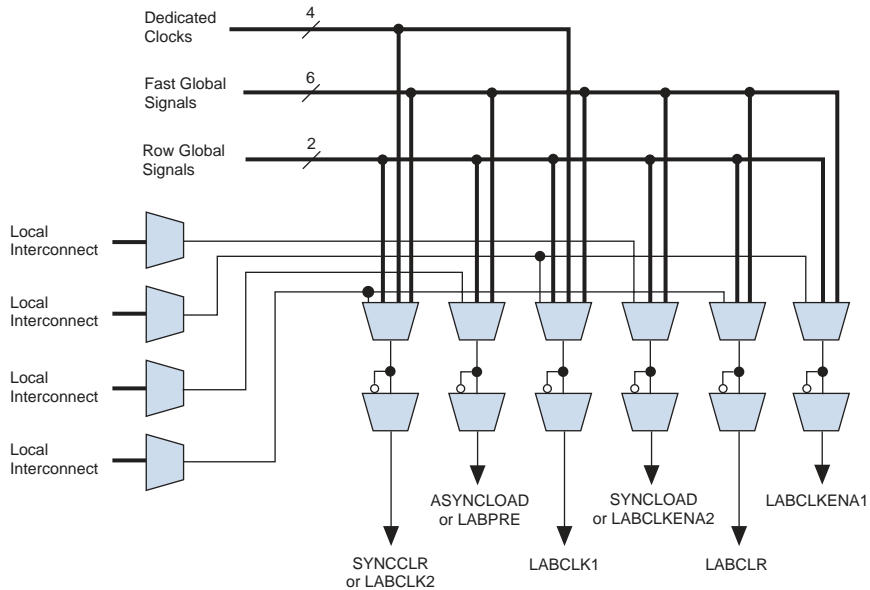 Dedicated
Clocks
4
Fast Global
Signals
6
Row Global
Signals
2
Local
Interconnect
Local
Interconnect
Local
Interconnect
Local
Interconnect
ASYNCLOAD
or LABPRE
SYNCLOAD
or LABCLKENA2
LABCLKENA1
SYNCCLR
or LABCLK2
LABCLK1
LABCLR